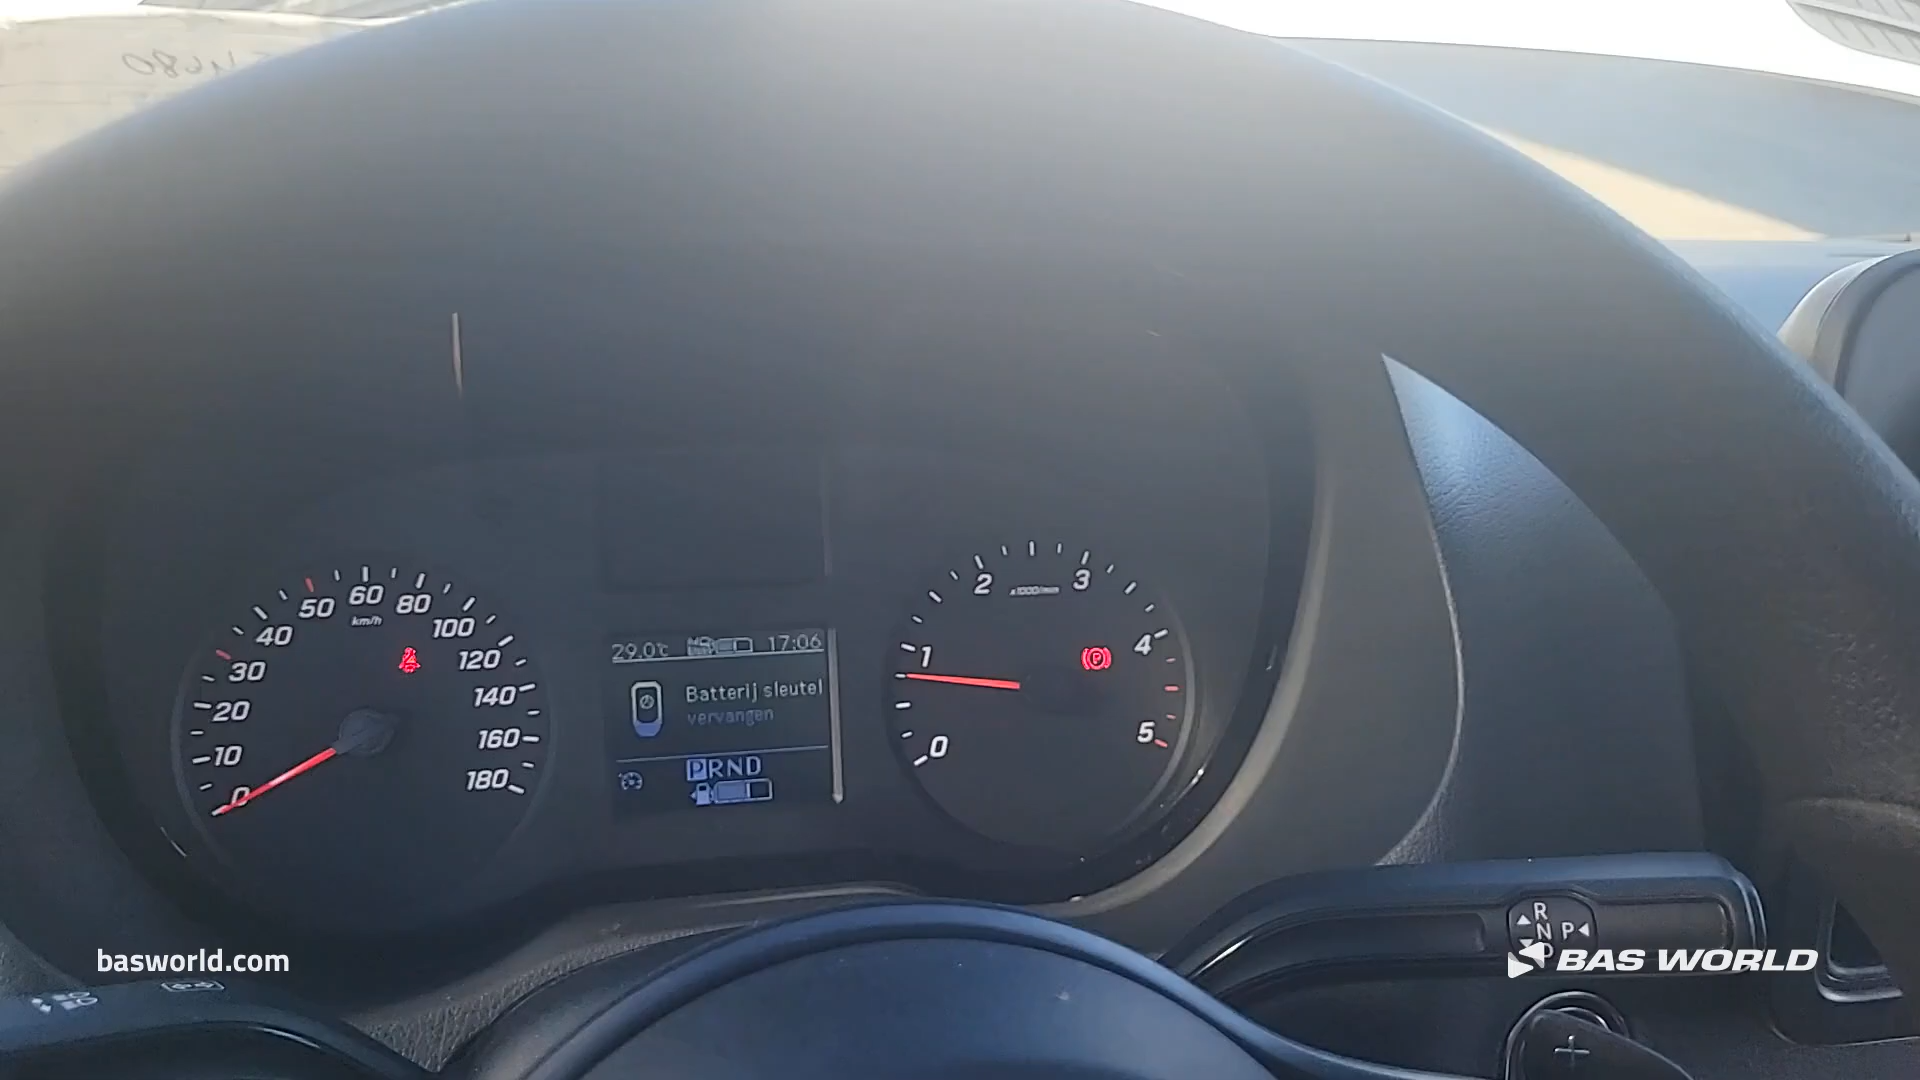 29.0°c 17:06
Batterij sleutel
vervangen
PRND
0 10 20 30 40 50 60 80 100 120 140 160 180
km/h
0 1 2 3 4 5
x1000/min
P
R
N P
D
basworld.com
BAS WORLD